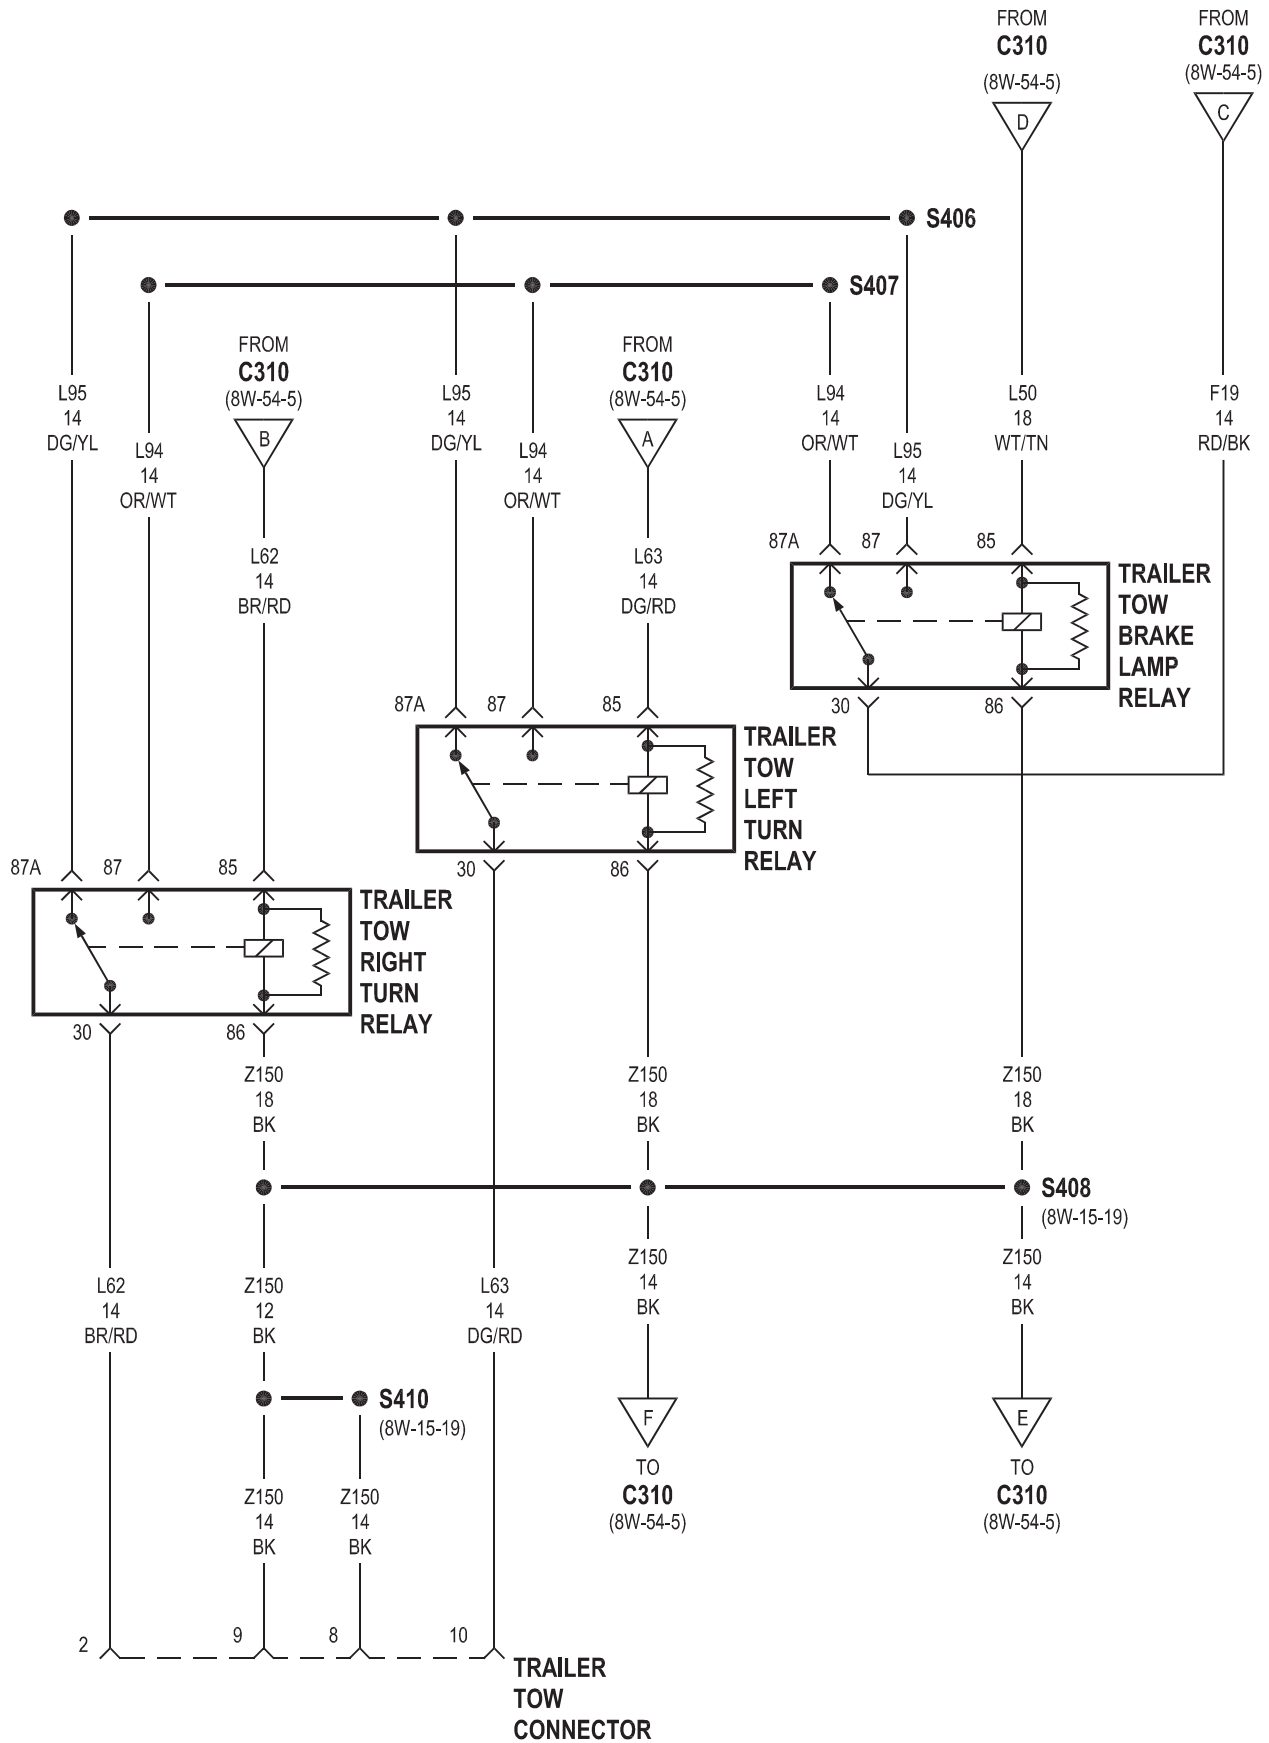 FROM
C310
(8W-54-5)
D
FROM
C310
(8W-54-5)
C
S406
S407
FROM
C310
(8W-54-5)
B
FROM
C310
(8W-54-5)
A
L95
14
DG/YL
L94
14
OR/WT
L95
14
DG/YL
L94
14
OR/WT
L94
14
OR/WT
L95
14
DG/YL
L50
18
WT/TN
F19
14
RD/BK
L62
14
BR/RD
L63
14
DG/RD
87A
87
85
TRAILER
TOW
BRAKE
LAMP
RELAY
30
86
87A
87
85
TRAILER
TOW
LEFT
TURN
RELAY
30
86
87A
87
85
TRAILER
TOW
RIGHT
TURN
RELAY
30
86
Z150
18
BK
Z150
18
BK
Z150
18
BK
S408
(8W-15-19)
L62
14
BR/RD
Z150
12
BK
L63
14
DG/RD
Z150
14
BK
Z150
14
BK
S410
(8W-15-19)
F
TO
C310
(8W-54-5)
E
TO
C310
(8W-54-5)
Z150
14
BK
Z150
14
BK
2
9
8
10
TRAILER
TOW
CONNECTOR